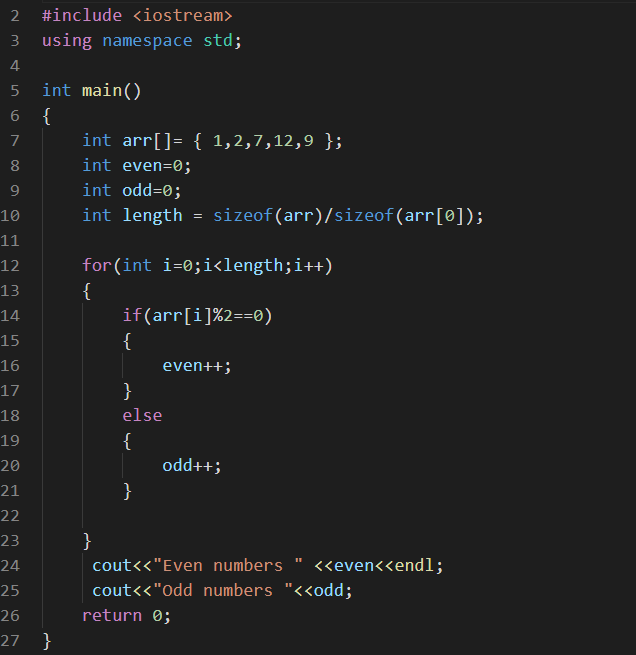 2 #include <iostream>
3 using namespace std;
4
5 int main()
6 {
7 int arr[]= { 1,2,7,12,9 };
8 int even=0;
9 int odd=0;
10 int length = sizeof(arr)/sizeof(arr[0]);
11
12 for(int i=0;i<length;i++)
13 {
14 if(arr[i]%2==0)
15 {
16 even++;
17 }
18 else
19 {
20 odd++;
21 }
22
23 }
24 cout<<"Even numbers " <<even<<endl;
25 cout<<"Odd numbers "<<odd;
26 return 0;
27 }